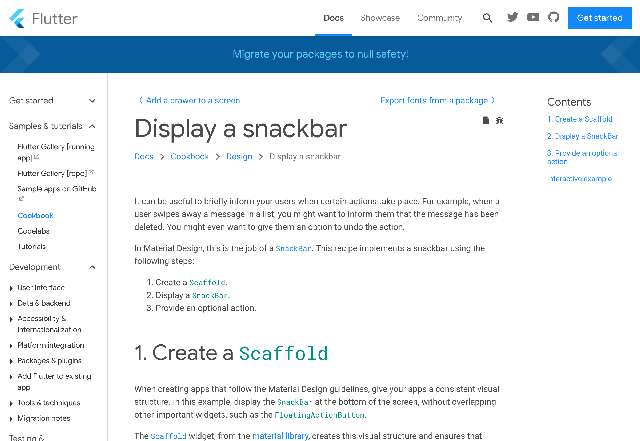 Flutter
Docs Showcase Community Get started
Migrate your packages to null safety!
Get started
Samples & tutorials
Flutter Gallery [running
app]
Flutter Gallery [repo]
Sample apps on GitHub
Cookbook
Codelabs
Tutorials
Development
User interface
Data & backend
Accessibility &
internationalization
Platform integration
Packages & plugins
Add Flutter to existing
app
Tools & techniques
Migration notes
Testing &
〈 Add a drawer to a screen Export fonts from a package 〉
Display a snackbar
Docs > Cookbook > Design > Display a snackbar
It can be useful to briefly inform your users when certain actions take place. For example, when a
user swipes away a message in a list, you might want to inform them that the message has been
deleted. You might even want to give them an option to undo the action.
In Material Design, this is the job of a SnackBar. This recipe implements a snackbar using the
following steps:
1. Create a Scaffold.
2. Display a SnackBar.
3. Provide an optional action.
1. Create a Scaffold
When creating apps that follow the Material Design guidelines, give your apps a consistent visual
structure. In this example, display the SnackBar at the bottom of the screen, without overlapping
other important widgets, such as the FloatingActionButton.
The Scaffold widget, from the material library, creates this visual structure and ensures that
Contents
1. Create a Scaffold
2. Display a SnackBar
3. Provide an optional
action
Interactive example